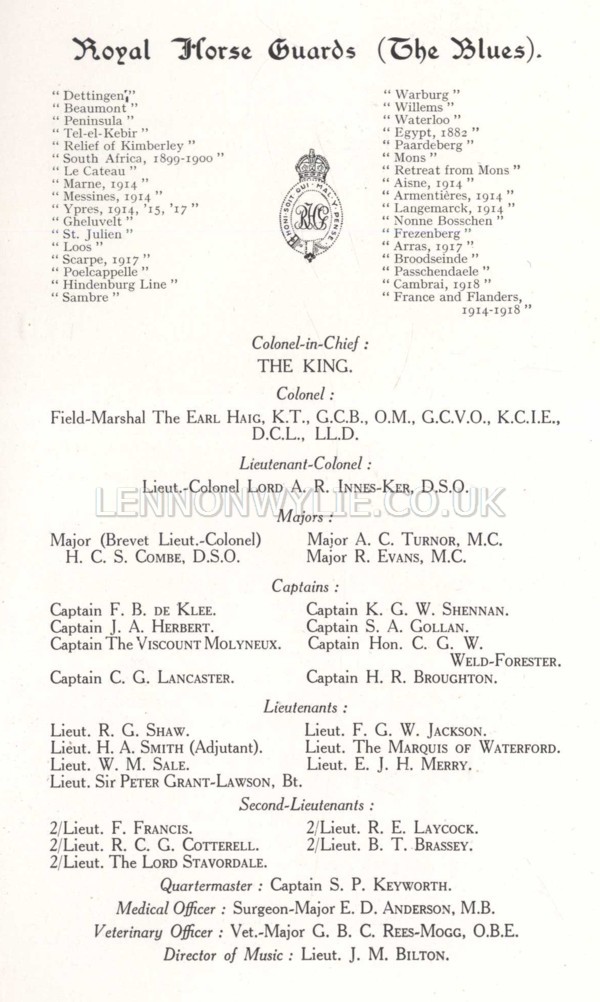 Royal Horse Guards (The Blues).
“ Dettingen ”
“ Beaumont ”
“ Peninsula ”
“ Tel-el-Kebir ”
“ Relief of Kimberley ”
“ South Africa, 1899-1900 ”
“ Le Cateau ”
“ Marne, 1914 ”
“ Messines, 1914 ”
“ Ypres, 1914, ’15, ’17 ”
“ Gheluvelt ”
“ St. Julien ”
“ Loos ”
“ Scarpe, 1917 ”
“ Poelcappelle ”
“ Hindenburg Line ”
“ Sambre ”
HONI·SOIT QUI·MAL·Y·PENSE
RHG
“ Warburg ”
“ Willems ”
“ Waterloo ”
“ Egypt, 1882 ”
“ Paardeberg ”
“ Mons ”
“ Retreat from Mons ”
“ Aisne, 1914 ”
“ Armentières, 1914 ”
“ Langemarck, 1914 ”
“ Nonne Bosschen ”
“ Frezenberg ”
“ Arras, 1917 ”
“ Broodseinde ”
“ Passchendaele ”
“ Cambrai, 1918 ”
“ France and Flanders,
1914-1918 ”
Colonel-in-Chief :
THE KING.
Colonel :
Field-Marshal The EARL HAIG, K.T., G.C.B., O.M., G.C.V.O., K.C.I.E.,
D.C.L., LL.D.
Lieutenant-Colonel :
Lieut.-Colonel LORD A. R. INNES-KER, D.S.O.
LENNONWYLIE.CO.UK
Majors :
Major (Brevet Lieut.-Colonel)
H. C. S. COMBE, D.S.O.
Major A. C. TURNOR, M.C.
Major R. EVANS, M.C.
Captains :
Captain F. B. DE KLEE.
Captain K. G. W. SHENNAN.
Captain J. A. HERBERT.
Captain S. A. GOLLAN.
Captain The VISCOUNT MOLYNEUX.
Captain Hon. C. G. W.
WELD-FORESTER.
Captain C. G. LANCASTER.
Captain H. R. BROUGHTON.
Lieutenants :
Lieut. R. G. SHAW.
Lieut. F. G. W. JACKSON.
Lieut. H. A. SMITH (Adjutant).
Lieut. The MARQUIS OF WATERFORD.
Lieut. W. M. SALE.
Lieut. E. J. H. MERRY.
Lieut. Sir PETER GRANT-LAWSON, Bt.
Second-Lieutenants :
2/Lieut. F. FRANCIS.
2/Lieut. R. E. LAYCOCK.
2/Lieut. R. C. G. COTTERELL.
2/Lieut. B. T. BRASSEY.
2/Lieut. The LORD STAVORDALE.
Quartermaster : Captain S. P. KEYWORTH.
Medical Officer : Surgeon-Major E. D. ANDERSON, M.B.
Veterinary Officer : Vet.-Major G. B. C. REES-MOGG, O.B.E.
Director of Music : Lieut. J. M. BILTON.